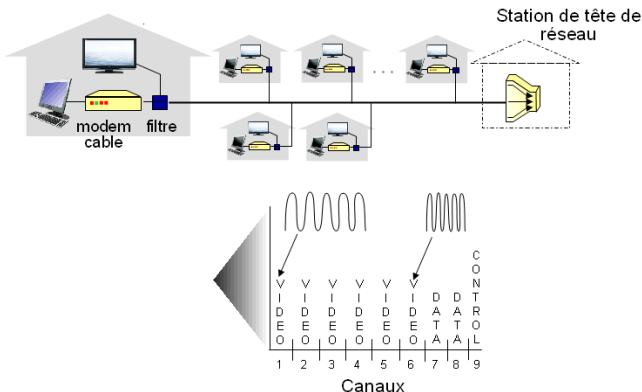 Station de tête de
réseau
modem
cable
filtre
. . .
VIDEO
VIDEO
VIDEO
VIDEO
VIDEO
VIDEO
DATA
DATA
CONTROL
1 2 3 4 5 6 7 8 9
Canaux